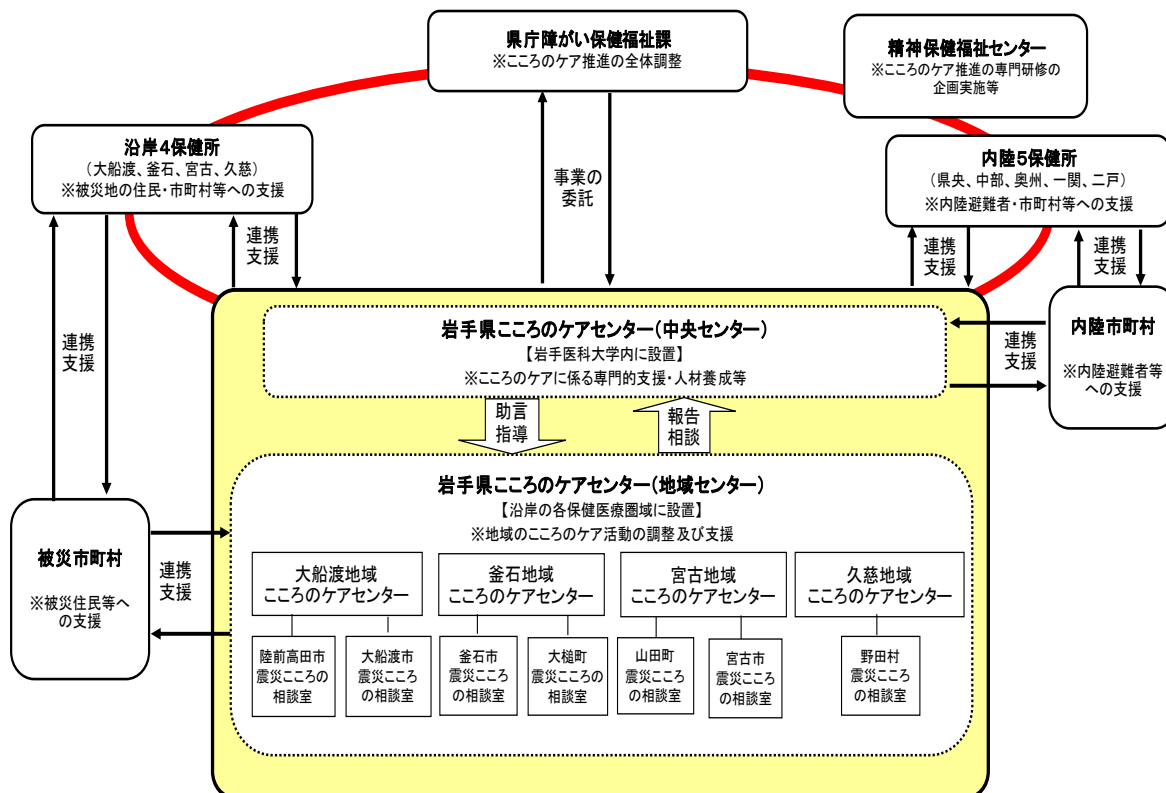 県庁障がい保健福祉課
※こころのケア推進の全体調整
精神保健福祉センター
※こころのケア推進の専門研修の
企画実施等
沿岸4保健所
(大船渡、釜石、宮古、久慈)
※被災地の住民・市町村等への支援
内陸5保健所
(県央、中部、奥州、一関、二戸)
※内陸避難者・市町村等への支援
事業の
委託
連携
支援
連携
支援
連携
支援
連携
支援
岩手県こころのケアセンター(中央センター)
【岩手医科大学内に設置】
※こころのケアに係る専門的支援・人材養成等
連携
支援
内陸市町村
※内陸避難者等
への支援
助言
指導
報告
相談
岩手県こころのケアセンター(地域センター)
【沿岸の各保健医療圏域に設置】
※地域のこころのケア活動の調整及び支援
被災市町村
※被災住民等へ
の支援
連携
支援
大船渡地域
こころのケアセンター
釜石地域
こころのケアセンター
宮古地域
こころのケアセンター
久慈地域
こころのケアセンター
陸前高田市
震災こころの
相談室
大船渡市
震災こころ
の相談室
釜石市
震災こころ
の相談室
大槌町
震災こころの
相談室
山田町
震災こころ
の相談室
宮古市
震災こころ
の相談室
野田村
震災こころ
の相談室